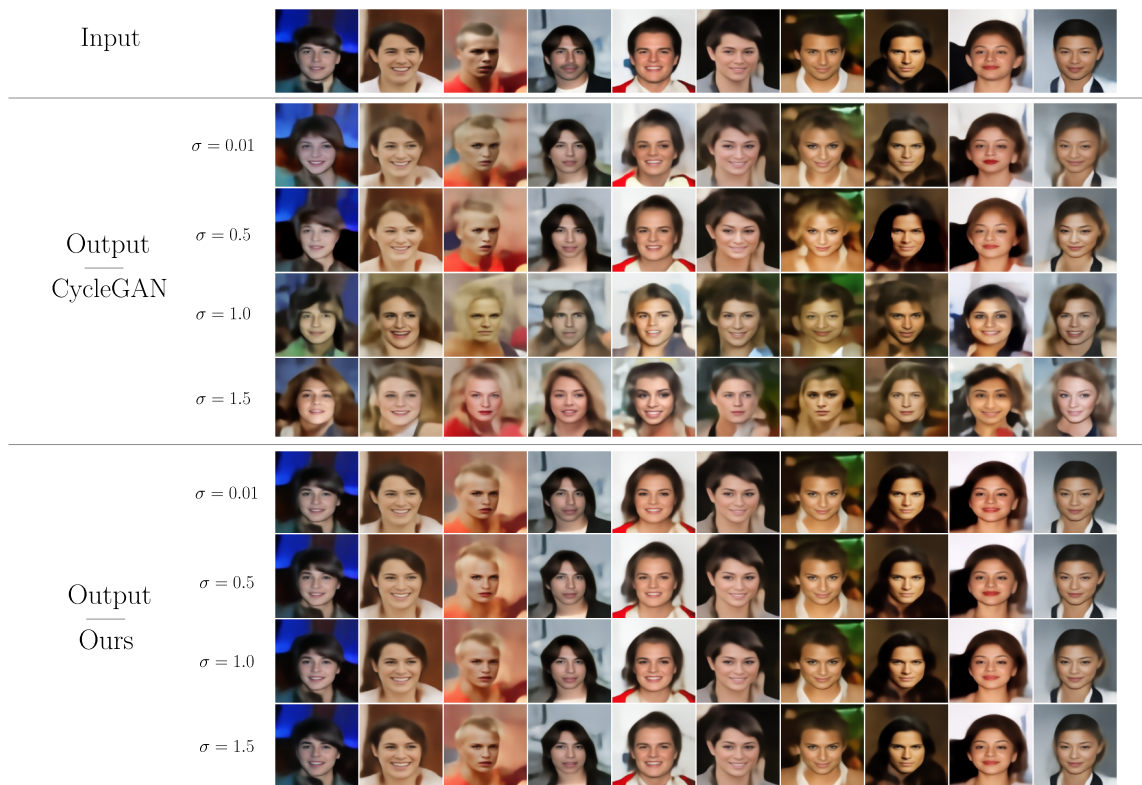 Input
σ = 0.01
σ = 0.5
Output
CycleGAN
σ = 1.0
σ = 1.5
σ = 0.01
σ = 0.5
Output
Ours
σ = 1.0
σ = 1.5